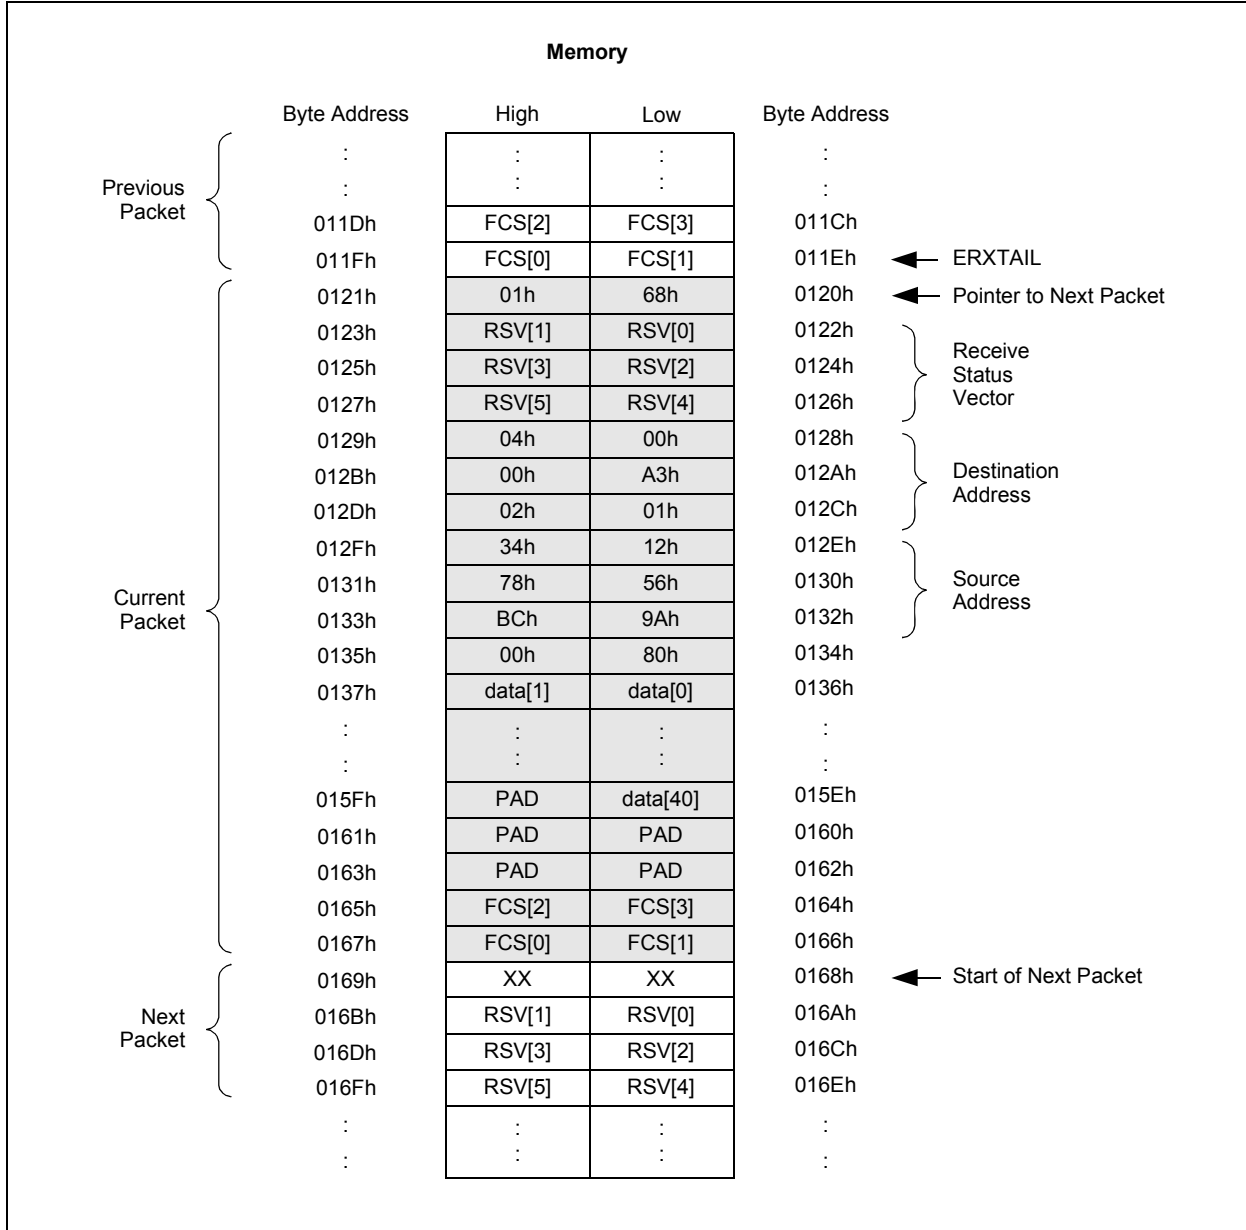 Memory
Byte Address High Low Byte Address
: : : :
: : : :
Previous
Packet
011Dh FCS[2] FCS[3] 011Ch
011Fh FCS[0] FCS[1] 011Eh ERXTAIL
0121h 01h 68h 0120h Pointer to Next Packet
0123h RSV[1] RSV[0] 0122h
0125h RSV[3] RSV[2] 0124h
0127h RSV[5] RSV[4] 0126h
Receive
Status
Vector
0129h 04h 00h 0128h
012Bh 00h A3h 012Ah
012Dh 02h 01h 012Ch
Destination
Address
012Fh 34h 12h 012Eh
0131h 78h 56h 0130h
0133h BCh 9Ah 0132h
Source
Address
Current
Packet
0135h 00h 80h 0134h
0137h data[1] data[0] 0136h
: : : :
: : : :
015Fh PAD data[40] 015Eh
0161h PAD PAD 0160h
0163h PAD PAD 0162h
0165h FCS[2] FCS[3] 0164h
0167h FCS[0] FCS[1] 0166h
0169h XX XX 0168h Start of Next Packet
016Bh RSV[1] RSV[0] 016Ah
016Dh RSV[3] RSV[2] 016Ch
016Fh RSV[5] RSV[4] 016Eh
Next
Packet
: : : :
: : : :